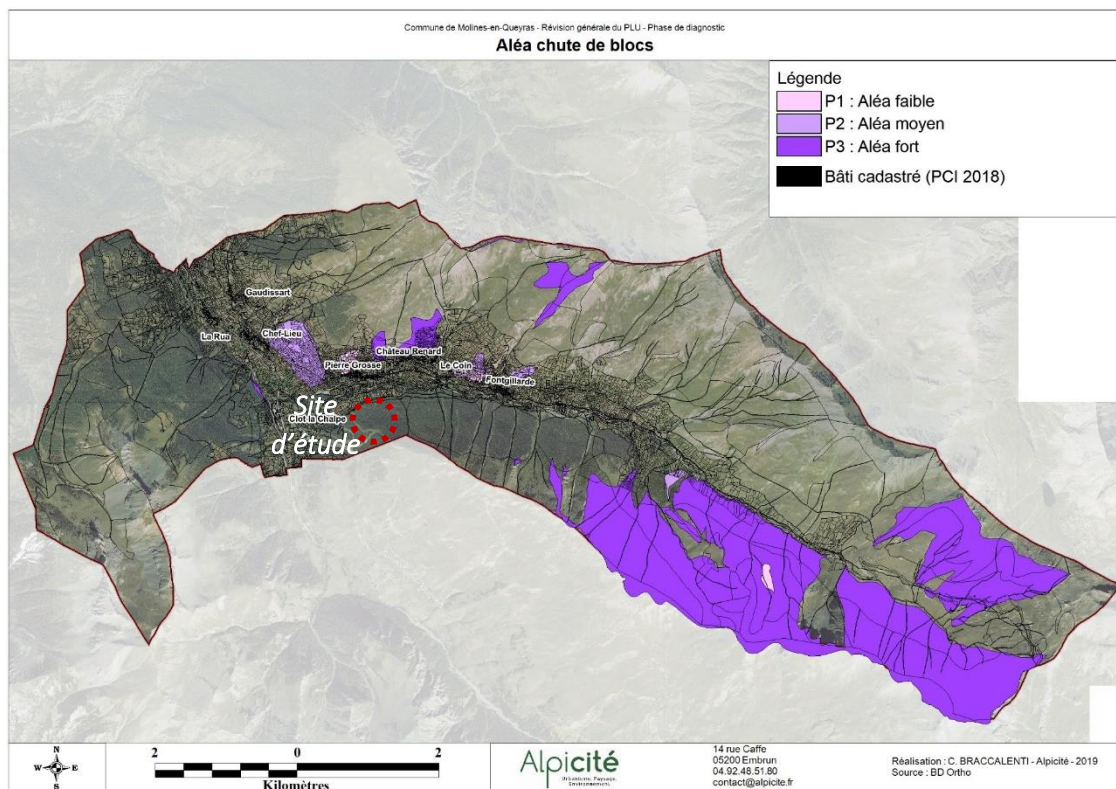 Commune de Molines-en-Queyras - Révision générale du PLU - Phase de diagnostic
Aléa chute de blocs
Légende
P1 : Aléa faible
P2 : Aléa moyen
P3 : Aléa fort
Bâti cadastré (PCI 2018)
Gaudissart
La Rua
Chef-Lieu
Château Renard
Pierre Grosse
Le Coin
Fontgillarde
Clot la Chalpe
Site
d'étude
N
W
E
S
2
0
2
Kilomètres
Alpicité
Urbanisme, Paysage,
Environnement.
14 rue Caffe
05200 Embrun
04.92.48.51.80
contact@alpicite.fr
Réalisation : C. BRACCALENTI - Alpicité - 2019
Source : BD Ortho